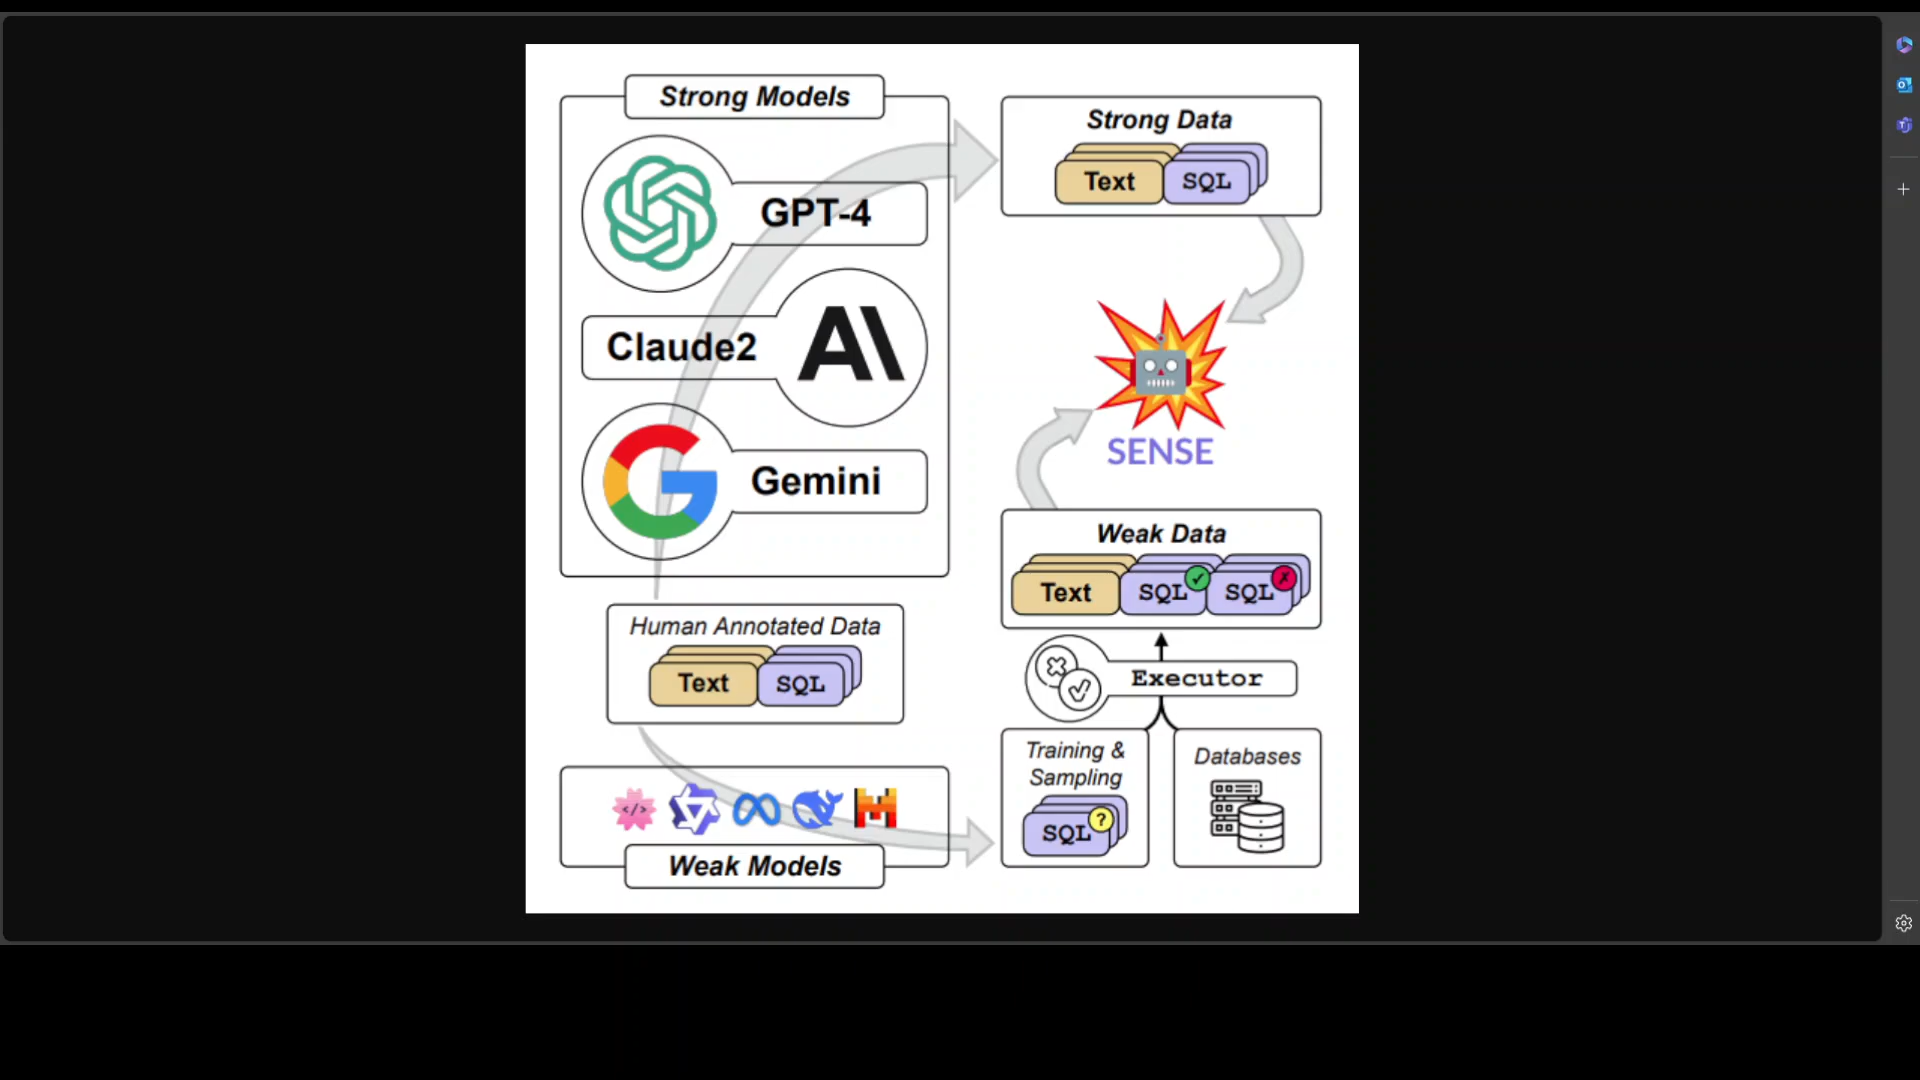 Strong Models
GPT-4
Claude2
Gemini
Human Annotated Data
Text SQL
Weak Models
Strong Data
Text SQL
SENSE
Weak Data
Text SQL ✓ SQL ✗
Executor
Training &
Sampling
SQL ?
Databases